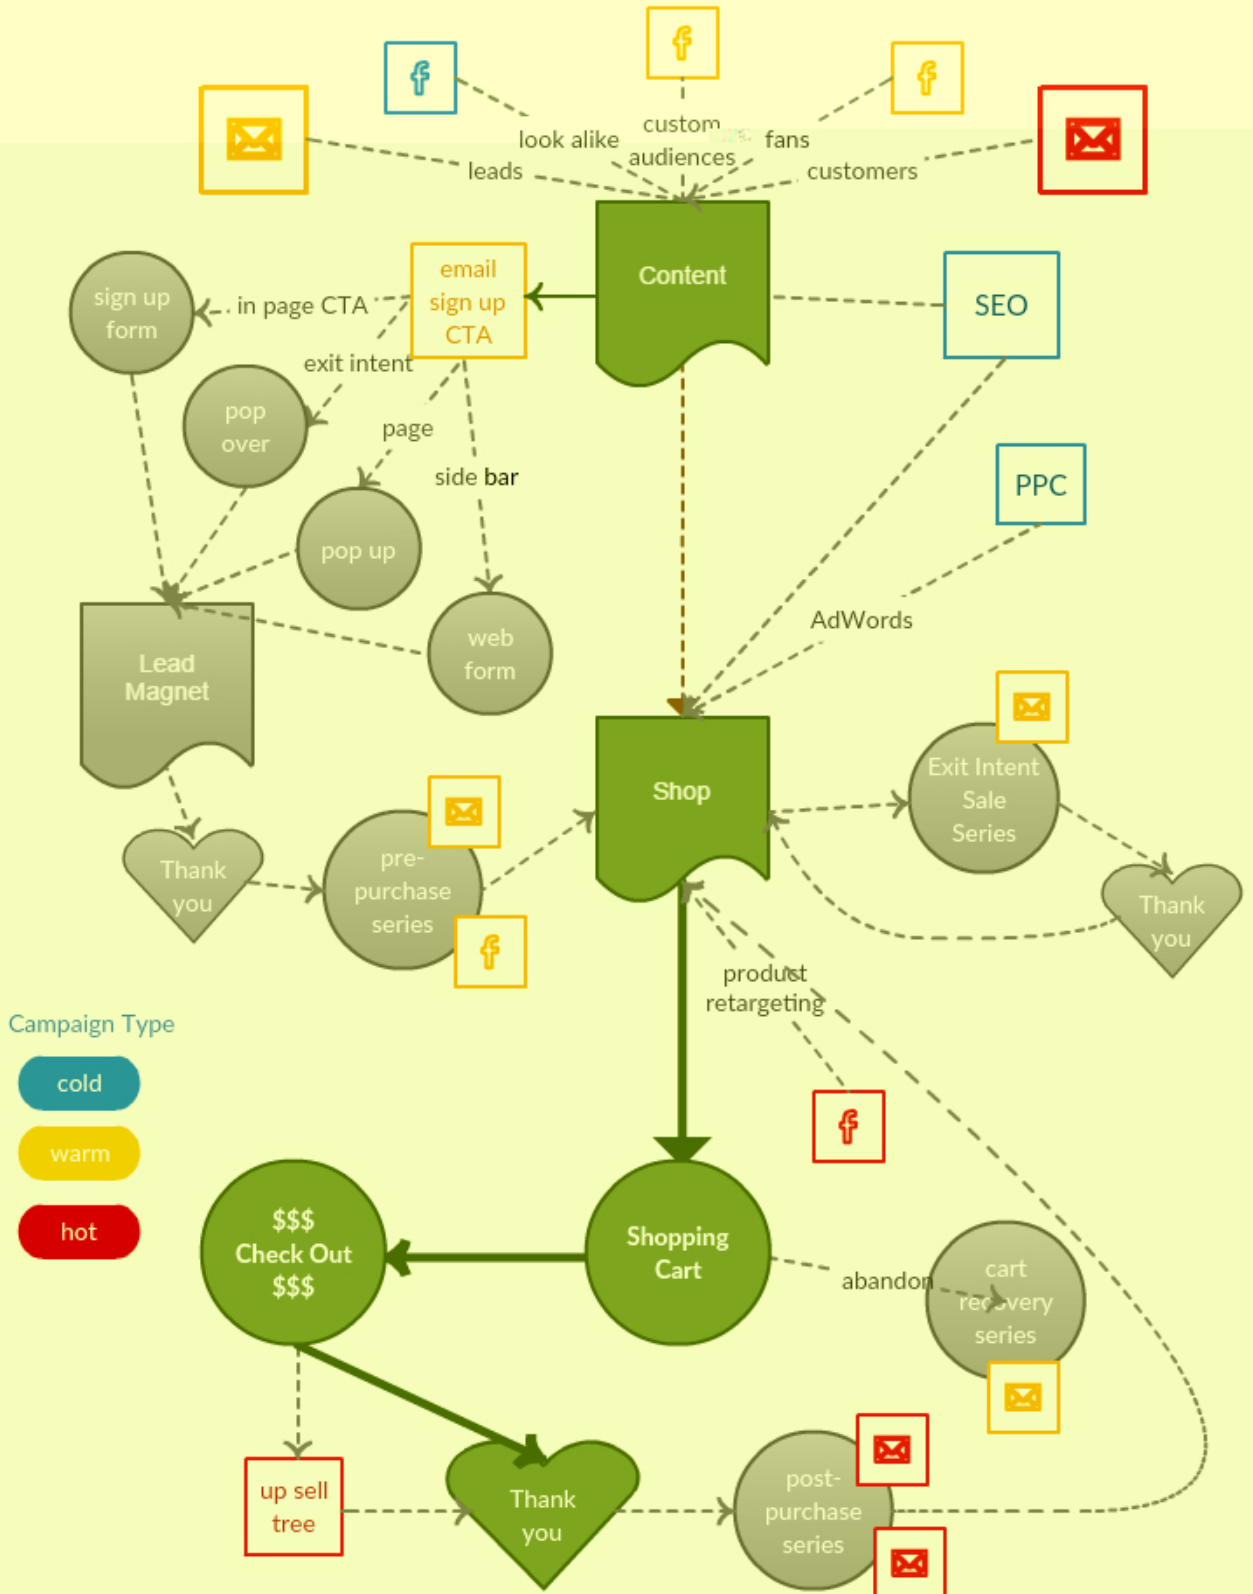 custom
audiences
look alike
fans
leads
customers
Content
email
sign up
CTA
SEO
sign up
form
in page CTA
exit intent
pop
over
page
side bar
PPC
pop up
AdWords
web
form
Lead
Magnet
Shop
Exit Intent
Sale
Series
Thank
you
pre-
purchase
series
Thank
you
product
retargeting
Campaign Type
cold
warm
hot
$$$
Check Out
$$$
Shopping
Cart
abandon
cart
recovery
series
up sell
tree
Thank
you
post-
purchase
series